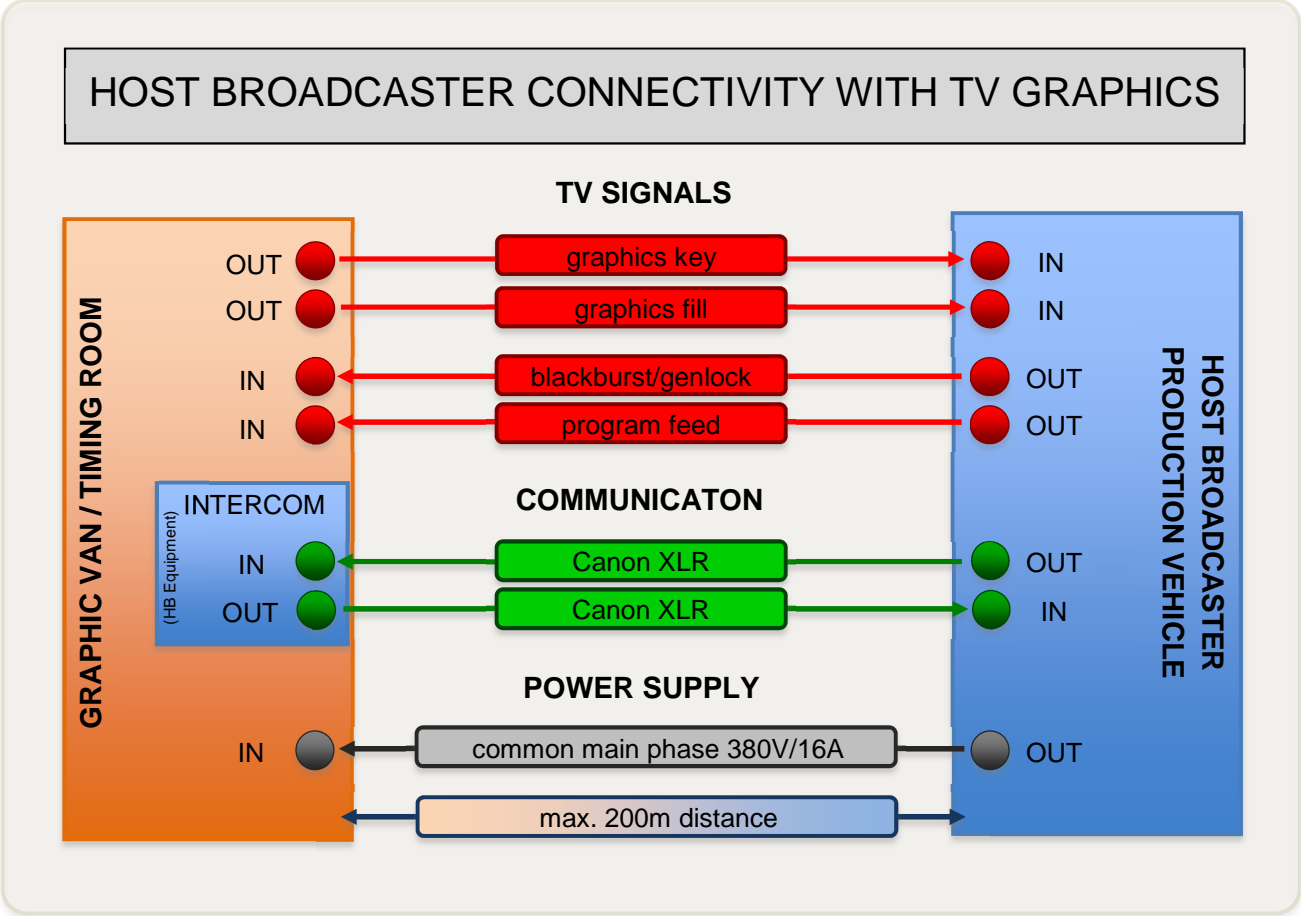 HOST BROADCASTER CONNECTIVITY WITH TV GRAPHICS
TV SIGNALS
GRAPHIC VAN / TIMING ROOM
HOST BROADCASTER
PRODUCTION VEHICLE
OUT graphics key IN
OUT graphics fill IN
IN blackburst/genlock OUT
IN program feed OUT
COMMUNICATON
INTERCOM
(HB Equipment)
IN Canon XLR OUT
OUT Canon XLR IN
POWER SUPPLY
IN common main phase 380V/16A OUT
max. 200m distance